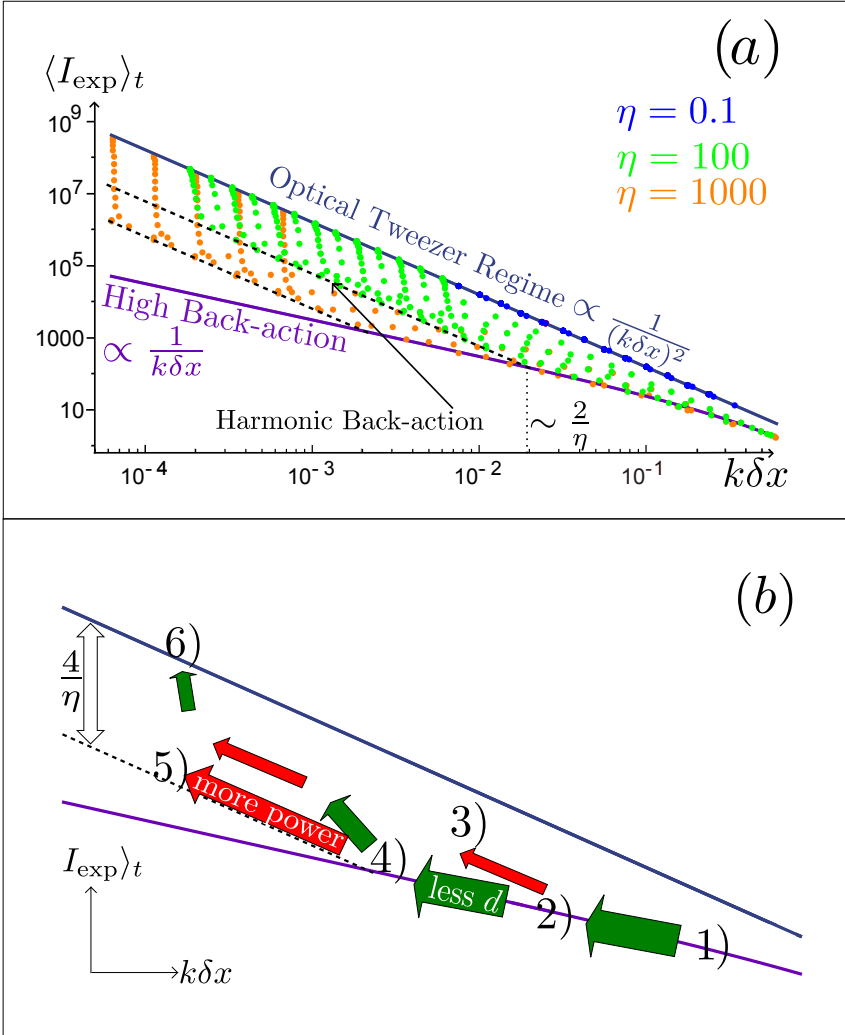 (a)
⟨I_exp⟩_t
η = 0.1
η = 100
η = 1000
10^9
10^7
10^5
1000
10
Optical Tweezer Regime ∝ 1/(kδx)^2
High Back-action
∝ 1/kδx
Harmonic Back-action
∼ 2/η
10^-4
10^-3
10^-2
10^-1
kδx
(b)
6)
4/η
5)
more power
3)
4)
less d
2)
1)
I_exp⟩_t
kδx